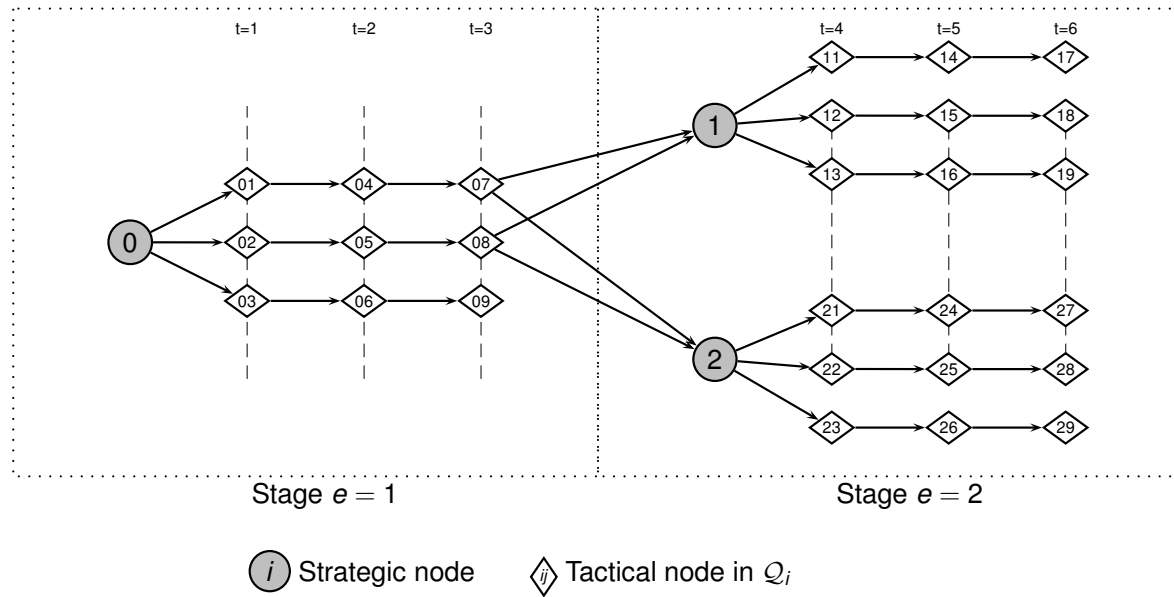 t=1 t=2 t=3 t=4 t=5 t=6
11 14 17
1
12 15 18
13 16 19
01 04 07
0
02 05 08
03 06 09
21 24 27
2
22 25 28
23 26 29
Stage e = 1
Stage e = 2
i Strategic node
ij Tactical node in 𝒬i